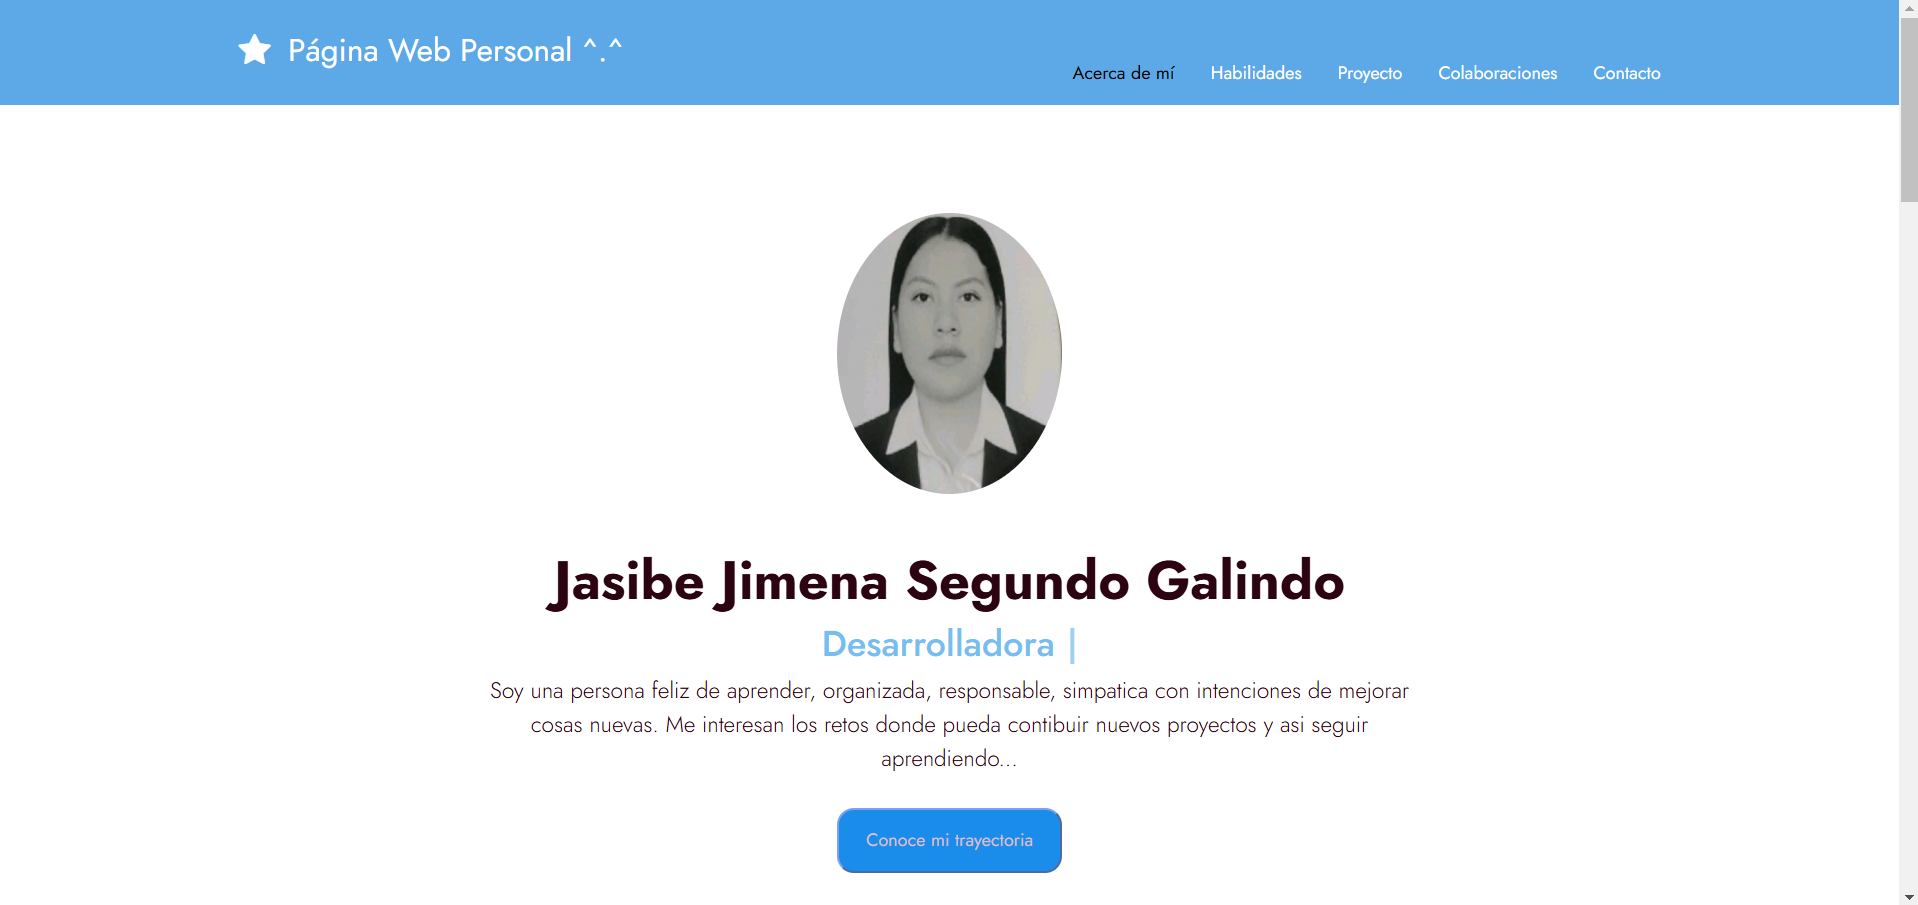 Página Web Personal ^.^
Acerca de mí Habilidades Proyecto Colaboraciones Contacto
Jasibe Jimena Segundo Galindo
Desarrolladora |
Soy una persona feliz de aprender, organizada, responsable, simpatica con intenciones de mejorar
cosas nuevas. Me interesan los retos donde pueda contibuir nuevos proyectos y asi seguir
aprendiendo...
Conoce mi trayectoria